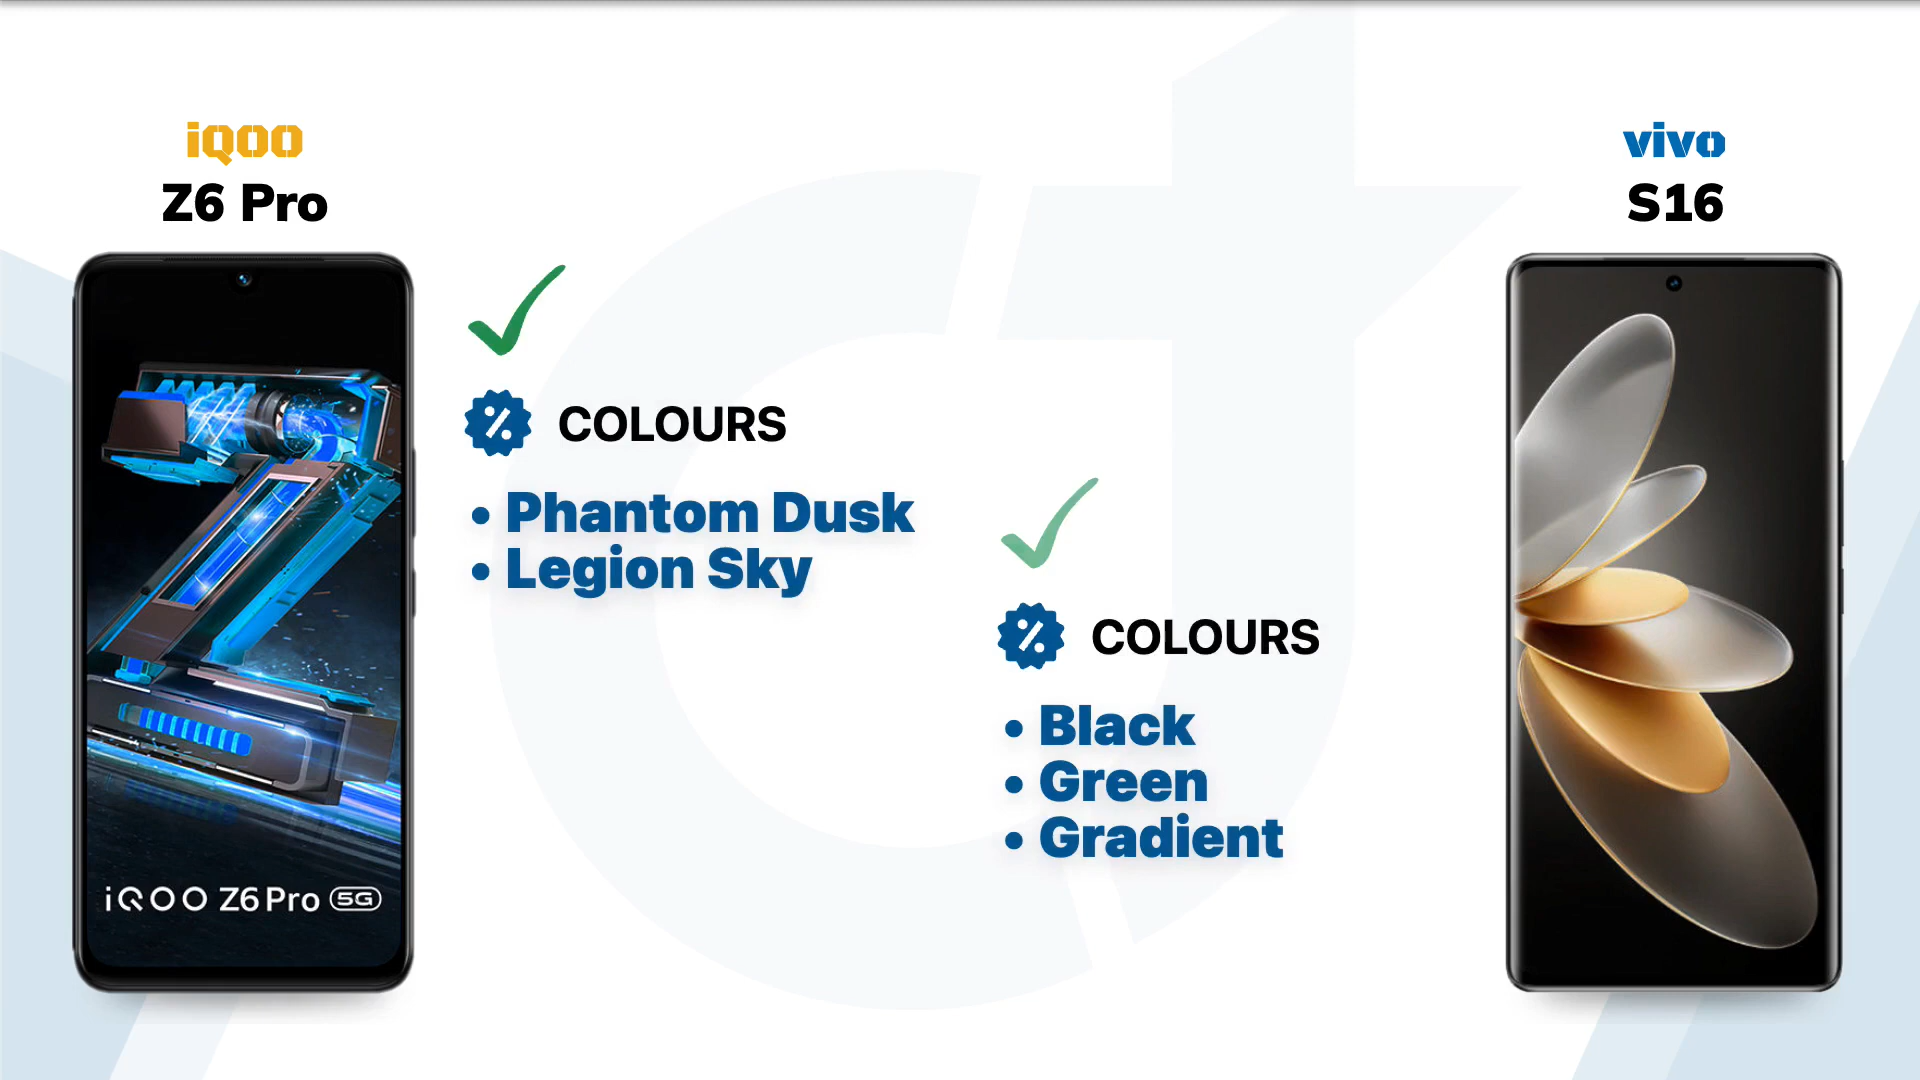 iQOO
Z6 Pro
COLOURS
• Phantom Dusk
• Legion Sky
iQOO Z6 Pro 5G
vivo
S16
COLOURS
• Black
• Green
• Gradient